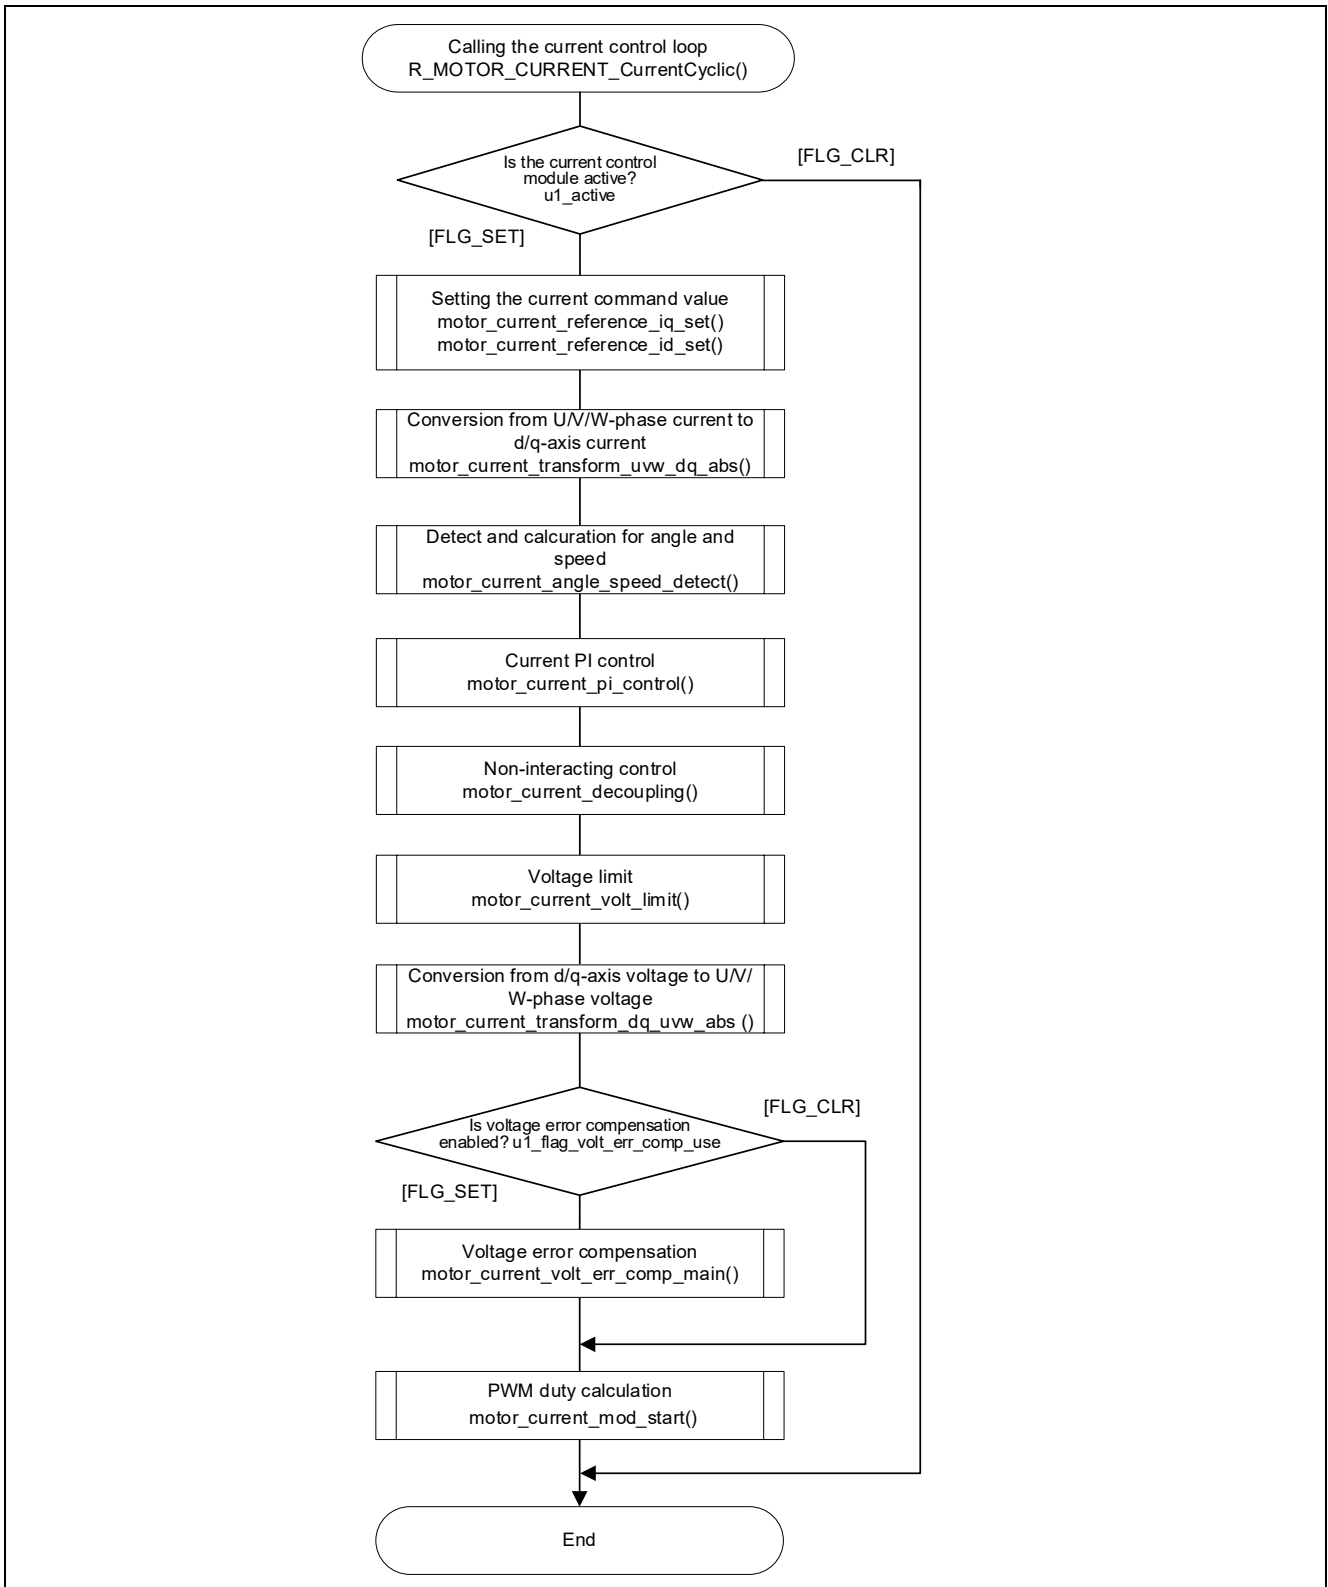 Calling the current control loop
R_MOTOR_CURRENT_CurrentCyclic()
Is the current control
module active?
u1_active
[FLG_CLR]
[FLG_SET]
Setting the current command value
motor_current_reference_iq_set()
motor_current_reference_id_set()
Conversion from U/V/W-phase current to
d/q-axis current
motor_current_transform_uvw_dq_abs()
Detect and calcuration for angle and
speed
motor_current_angle_speed_detect()
Current PI control
motor_current_pi_control()
Non-interacting control
motor_current_decoupling()
Voltage limit
motor_current_volt_limit()
Conversion from d/q-axis voltage to U/V/
W-phase voltage
motor_current_transform_dq_uvw_abs ()
[FLG_CLR]
Is voltage error compensation
enabled? u1_flag_volt_err_comp_use
[FLG_SET]
Voltage error compensation
motor_current_volt_err_comp_main()
PWM duty calculation
motor_current_mod_start()
End